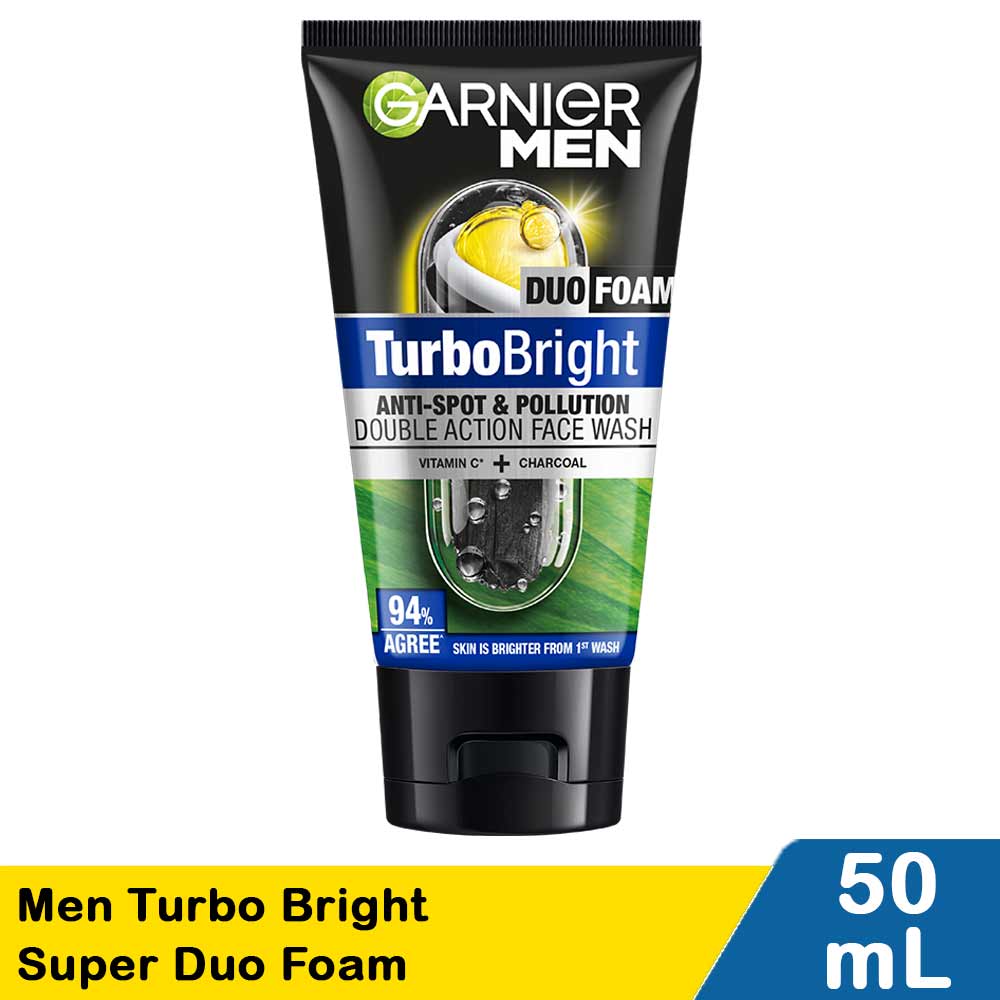 GARNIER
MEN
DUO FOAM
TurboBright
ANTI-SPOT & POLLUTION
DOUBLE ACTION FACE WASH
VITAMIN C* + CHARCOAL
94%
AGREE^
SKIN IS BRIGHTER FROM 1ST WASH
Men Turbo Bright
Super Duo Foam
50
mL